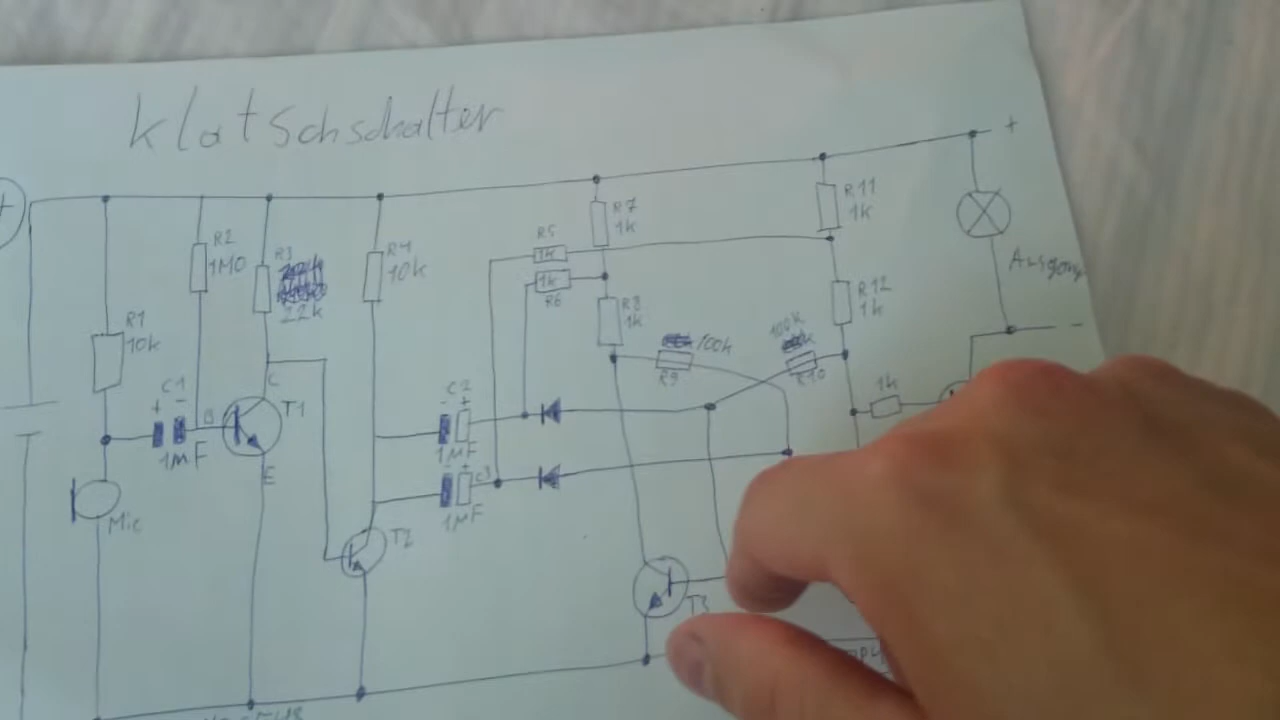 Klatschschalter
+
+
R11
1k
R7
1k
R2
1M0
R3
22k
R4
10k
R5
1k
1k
R6
Ausgang
-
R12
1k
R8
1k
R1
10k
100k
R9
100k
R10
1k
C1
+ -
B
C
T1
1MF
E
C2
- +
1MF
- +
C3
1MF
Mic
T2
T3